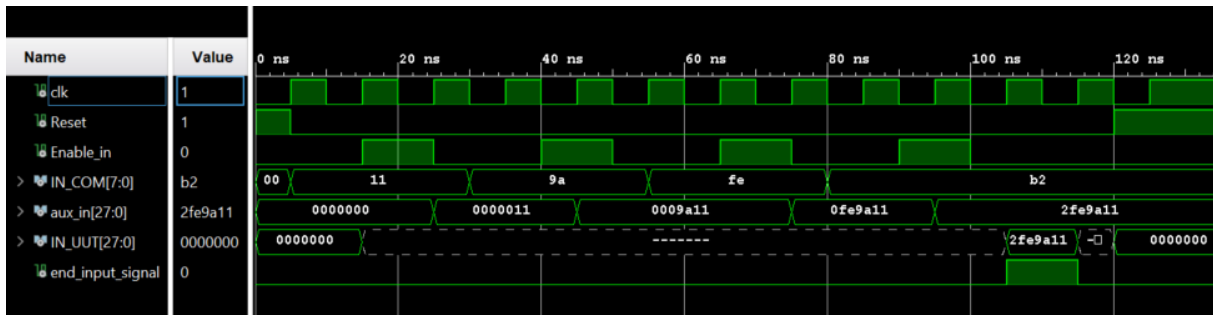 Name Value 0 ns 20 ns 40 ns 60 ns 80 ns 100 ns 120 ns
clk 1
Reset 1
Enable_in 0
IN_COM[7:0] b2 00 11 9a fe b2
aux_in[27:0] 2fe9a11 0000000 0000011 0009a11 0fe9a11 2fe9a11
IN_UUT[27:0] 0000000 0000000 ------- 2fe9a11 -□ 0000000
end_input_signal 0